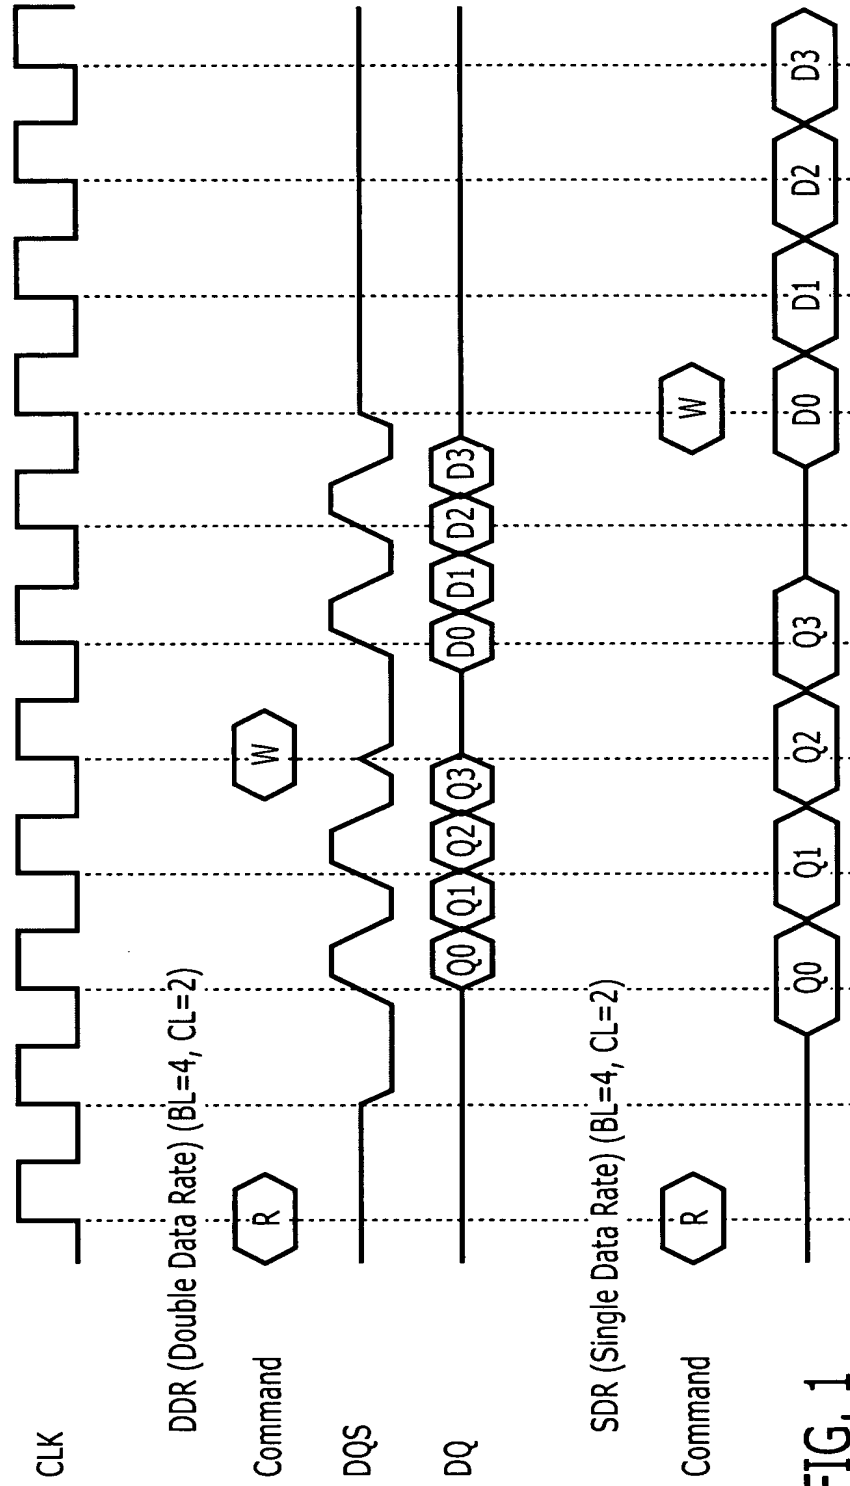 CLK
DDR (Double Data Rate) (BL=4, CL=2)
Command R W
DQS
DQ Q0 Q1 Q2 Q3 D0 D1 D2 D3
SDR (Single Data Rate) (BL=4, CL=2)
Command R W
Q0 Q1 Q2 Q3 D0 D1 D2 D3
FIG. 1